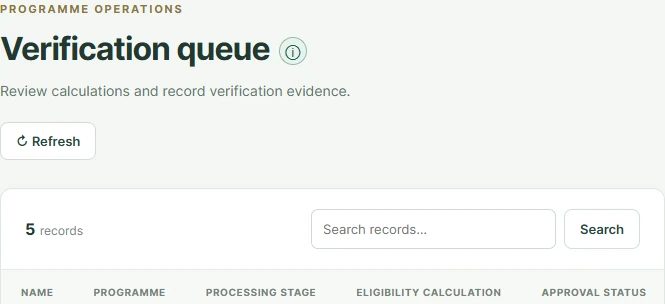 PROGRAMME OPERATIONS
Verification queue ⓘ
Review calculations and record verification evidence.
↻ Refresh
5 records
Search records...
Search
NAME PROGRAMME PROCESSING STAGE ELIGIBILITY CALCULATION APPROVAL STATUS